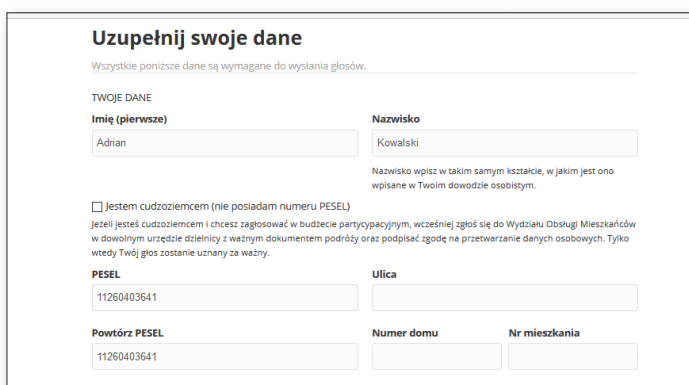 Uzupełnij swoje dane
Wszystkie poniższe dane są wymagane do wysłania głosów.
TWOJE DANE
Imię (pierwsze)
Adrian
Nazwisko
Kowalski
Nazwisko wpisz w takim samym kształcie, w jakim jest ono
wpisane w Twoim dowodzie osobistym.
Jestem cudzoziemcem (nie posiadam numeru PESEL)
Jeżeli jesteś cudzoziemcem i chcesz zagłosować w budżecie partycypacyjnym, wcześniej zgłoś się do Wydziału Obsługi Mieszkańców
w dowolnym urzędzie dzielnicy z ważnym dokumentem podróży oraz podpisać zgodę na przetwarzanie danych osobowych. Tylko
wtedy Twój głos zostanie uznany za ważny.
PESEL
11260403641
Ulica
Powtórz PESEL
11260403641
Numer domu
Nr mieszkania